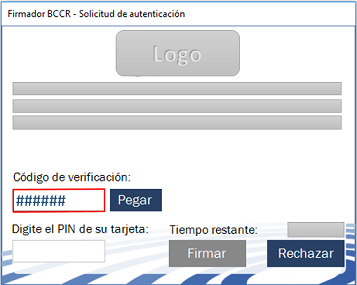 Firmador BCCR - Solicitud de autenticación
Logo
Código de verificación:
###### Pegar
Digite el PIN de su tarjeta: Tiempo restante:
Firmar Rechazar